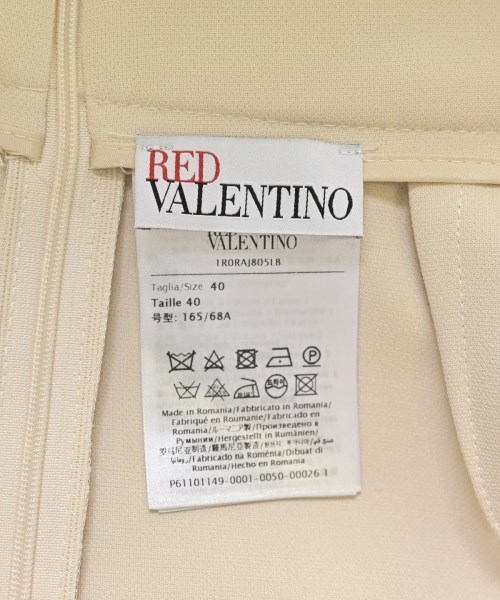 RED
VALENTINO
VALENTINO
1R0RAJ805LB
Taglia/Size 40
Taille 40
号型: 165/68A
P
Made in Romania/Fabbricato in Romania/
Fabriqué en Roumanie/Fabricado en
Romania/ルーマニア製/Произведено в
Румынии/Hergestellt in Rumänien/
罗马尼亚制造/羅馬尼亞製造/
Fabricado na Roménia/Dibuat di
Rumania/Hecho en Romania
P61101149-0001-0050-00026 1